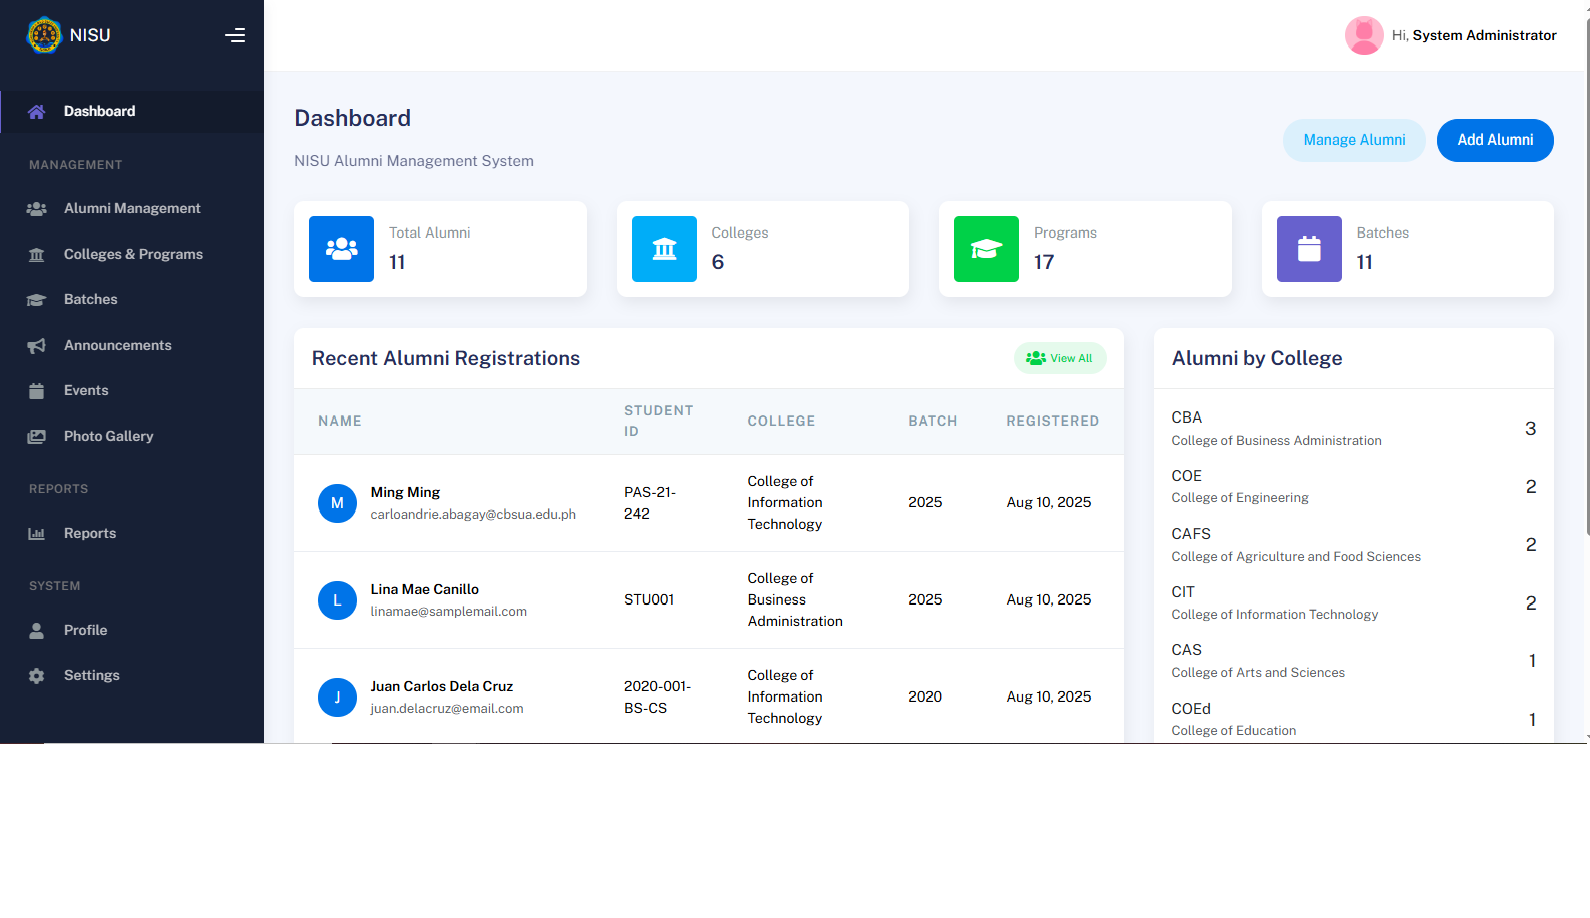 NISU
Hi, System Administrator
Dashboard
MANAGEMENT
Alumni Management
Colleges & Programs
Batches
Announcements
Events
Photo Gallery
REPORTS
Reports
SYSTEM
Profile
Settings
Dashboard
NISU Alumni Management System
Manage Alumni
Add Alumni
Total Alumni
11
Colleges
6
Programs
17
Batches
11
Recent Alumni Registrations
View All
NAME
STUDENT
ID
COLLEGE
BATCH
REGISTERED
M
Ming Ming
carloandrie.abagay@cbsua.edu.ph
PAS-21-
242
College of
Information
Technology
2025
Aug 10, 2025
L
Lina Mae Canillo
linamae@samplemail.com
STU001
College of
Business
Administration
2025
Aug 10, 2025
J
Juan Carlos Dela Cruz
juan.delacruz@email.com
2020-001-
BS-CS
College of
Information
Technology
2020
Aug 10, 2025
Alumni by College
CBA
College of Business Administration
3
COE
College of Engineering
2
CAFS
College of Agriculture and Food Sciences
2
CIT
College of Information Technology
2
CAS
College of Arts and Sciences
1
COEd
College of Education
1